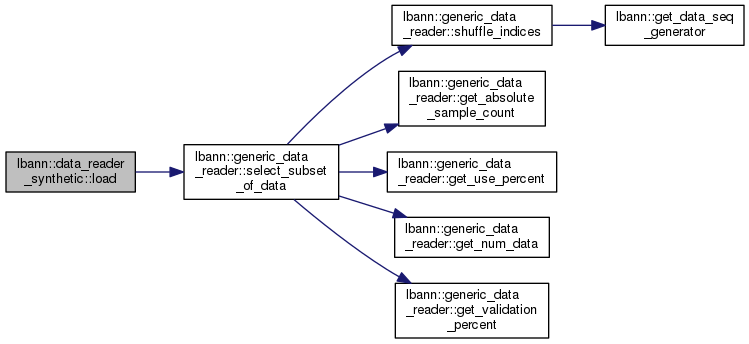 lbann::data_reader
_synthetic::load
lbann::generic_data
_reader::select_subset
_of_data
lbann::generic_data
_reader::shuffle_indices
lbann::get_data_seq
_generator
lbann::generic_data
_reader::get_absolute
_sample_count
lbann::generic_data
_reader::get_use_percent
lbann::generic_data
_reader::get_num_data
lbann::generic_data
_reader::get_validation
_percent